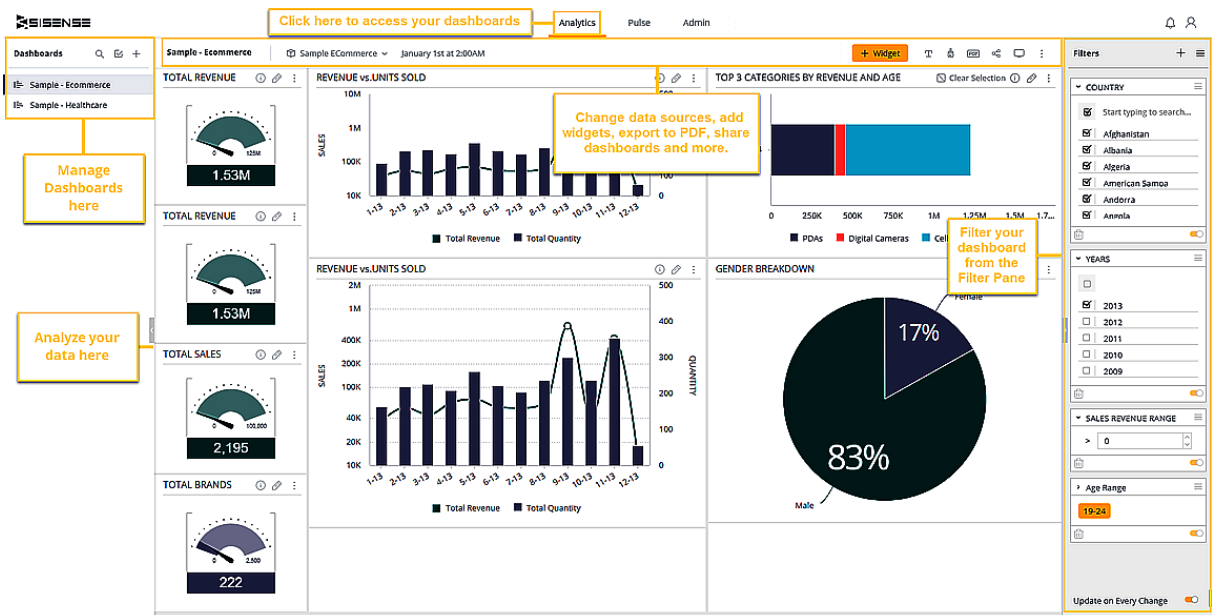 SISENSE
Click here to access your dashboards
Analytics
Pulse
Admin
Dashboards
Sample - Ecommerce
Sample - Healthcare
Manage
Dashboards
here
Analyze your
data here
Sample - Ecommerce
Sample ECommerce
January 1st at 2:00AM
+ Widget
PDF
Change data sources, add
widgets, export to PDF, share
dashboards and more.
TOTAL REVENUE
0
125M
1.53M
TOTAL REVENUE
0
125M
1.53M
TOTAL SALES
0
100,000
2,195
TOTAL BRANDS
0
2,500
222
REVENUE vs.UNITS SOLD
10M
1M
100K
10K
SALES
100
0
1-13 2-13 3-13 4-13 5-13 6-13 7-13 8-13 9-13 10-13 11-13 12-13
Total Revenue Total Quantity
REVENUE vs.UNITS SOLD
2M
1M
400K
200K
100K
40K
20K
10K
SALES
500
400
300
200
100
0
QUANTITY
1-13 2-13 3-13 4-13 5-13 6-13 7-13 8-13 9-13 10-13 11-13 12-13
Total Revenue Total Quantity
TOP 3 CATEGORIES BY REVENUE AND AGE
Clear Selection
0 250K 500K 750K 1M 1.25M 1.5M 1.7...
PDAs Digital Cameras Cel
GENDER BREAKDOWN
Female
17%
83%
Male
Filter your
dashboard
from the
Filter Pane
Filters
COUNTRY
Start typing to search...
Afghanistan
Albania
Algeria
American Samoa
Andorra
Angola
YEARS
2013
2012
2011
2010
2009
SALES REVENUE RANGE
> 0
Age Range
19-24
Update on Every Change